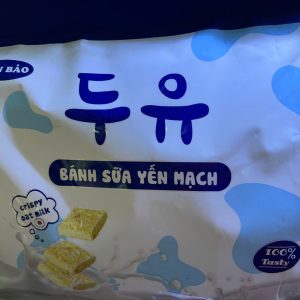 BẢO
두유
BÁNH SỮA YẾN MẠCH
crispy
oat milk
100%
Tasty